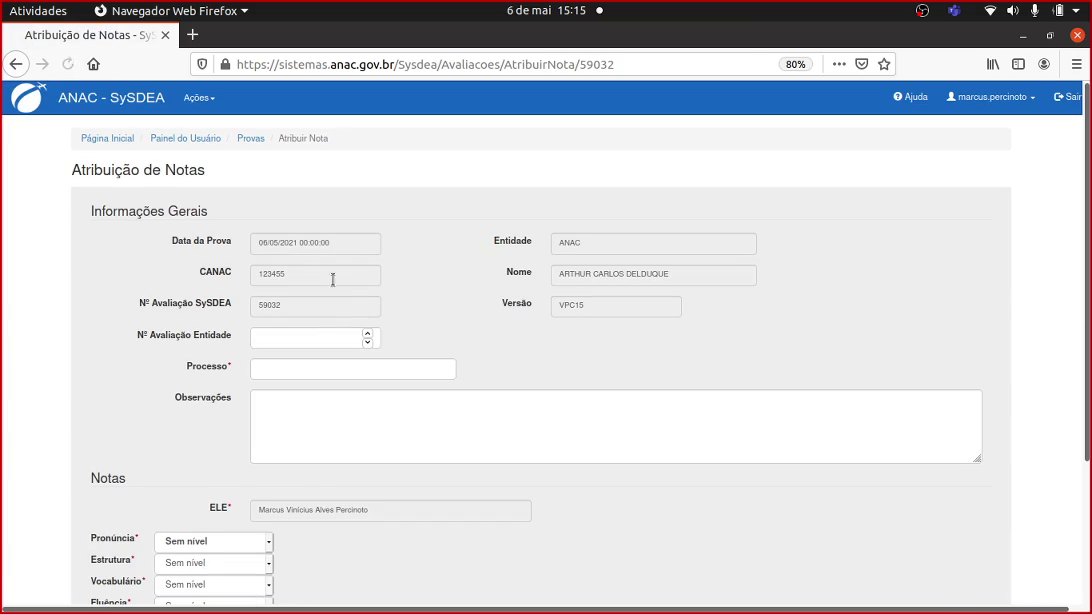 Atividades Navegador Web Firefox 6 de mai 15:15
Atribuição de Notas - SyS
https://sistemas.anac.gov.br/Sysdea/Avaliacoes/AtribuirNota/59032 80%
ANAC - SySDEA Ações Ajuda marcus.percinoto Sair
Página Inicial / Painel do Usuário / Provas / Atribuir Nota
Atribuição de Notas
Informações Gerais
Data da Prova 06/05/2021 00:00:00 Entidade ANAC
CANAC 123455 Nome ARTHUR CARLOS DELDUQUE
Nº Avaliação SySDEA 59032 Versão VPC15
Nº Avaliação Entidade
Processo*
Observações
Notas
ELE* Marcus Vinícius Alves Percinoto
Pronúncia* Sem nível
Estrutura* Sem nível
Vocabulário* Sem nível
Fluência*